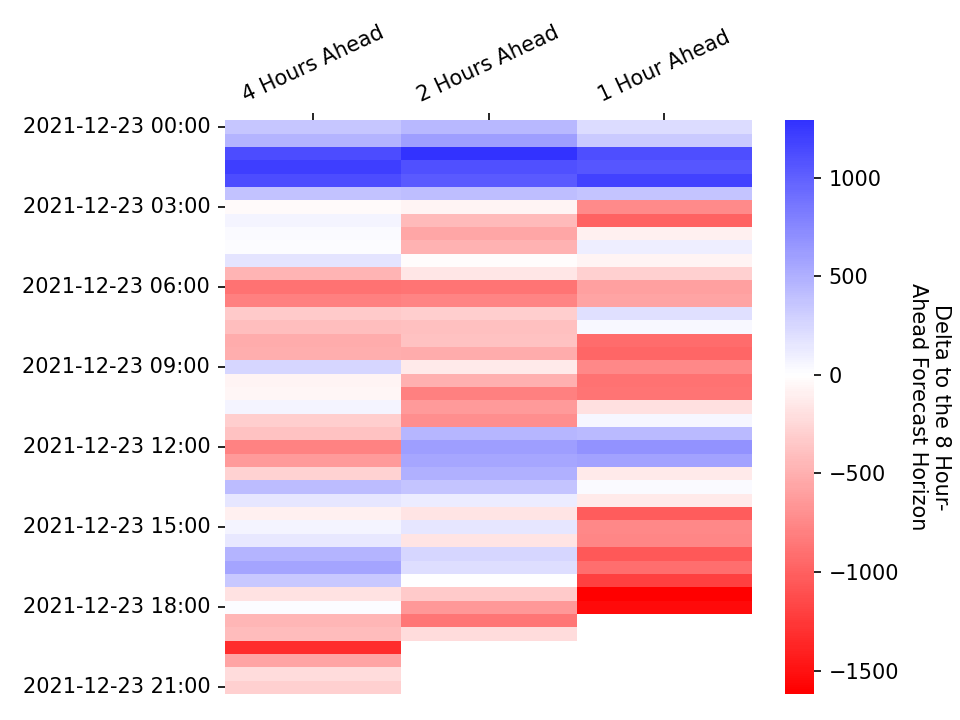 4 Hours Ahead
2 Hours Ahead
1 Hour Ahead
2021-12-23 00:00
2021-12-23 03:00
2021-12-23 06:00
2021-12-23 09:00
2021-12-23 12:00
2021-12-23 15:00
2021-12-23 18:00
2021-12-23 21:00
1000
500
0
−500
−1000
−1500
Delta to the 8 Hour-
Ahead Forecast Horizon